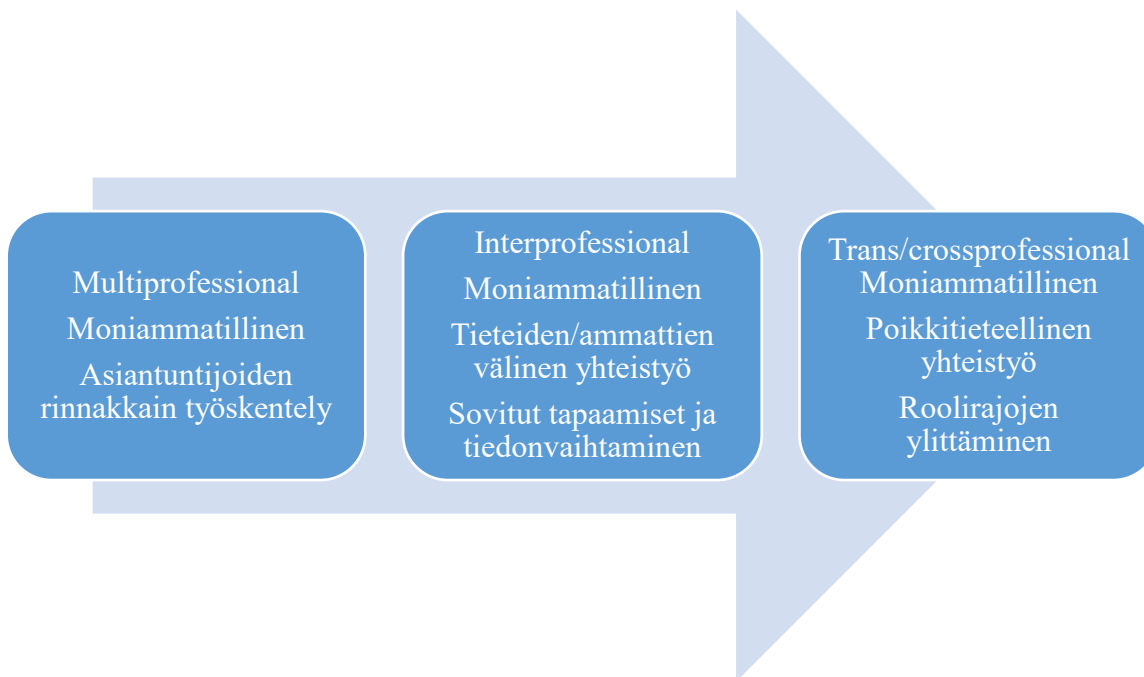 Multiprofessional
Moniammatillinen
Asiantuntijoiden
rinnakkain työskentely
Interprofessional
Moniammatillinen
Tieteiden/ammattien
välinen yhteistyö
Sovitut tapaamiset ja
tiedonvaihtaminen
Trans/crossprofessional
Moniammatillinen
Poikkitieteellinen
yhteistyö
Roolirajojen
ylittäminen